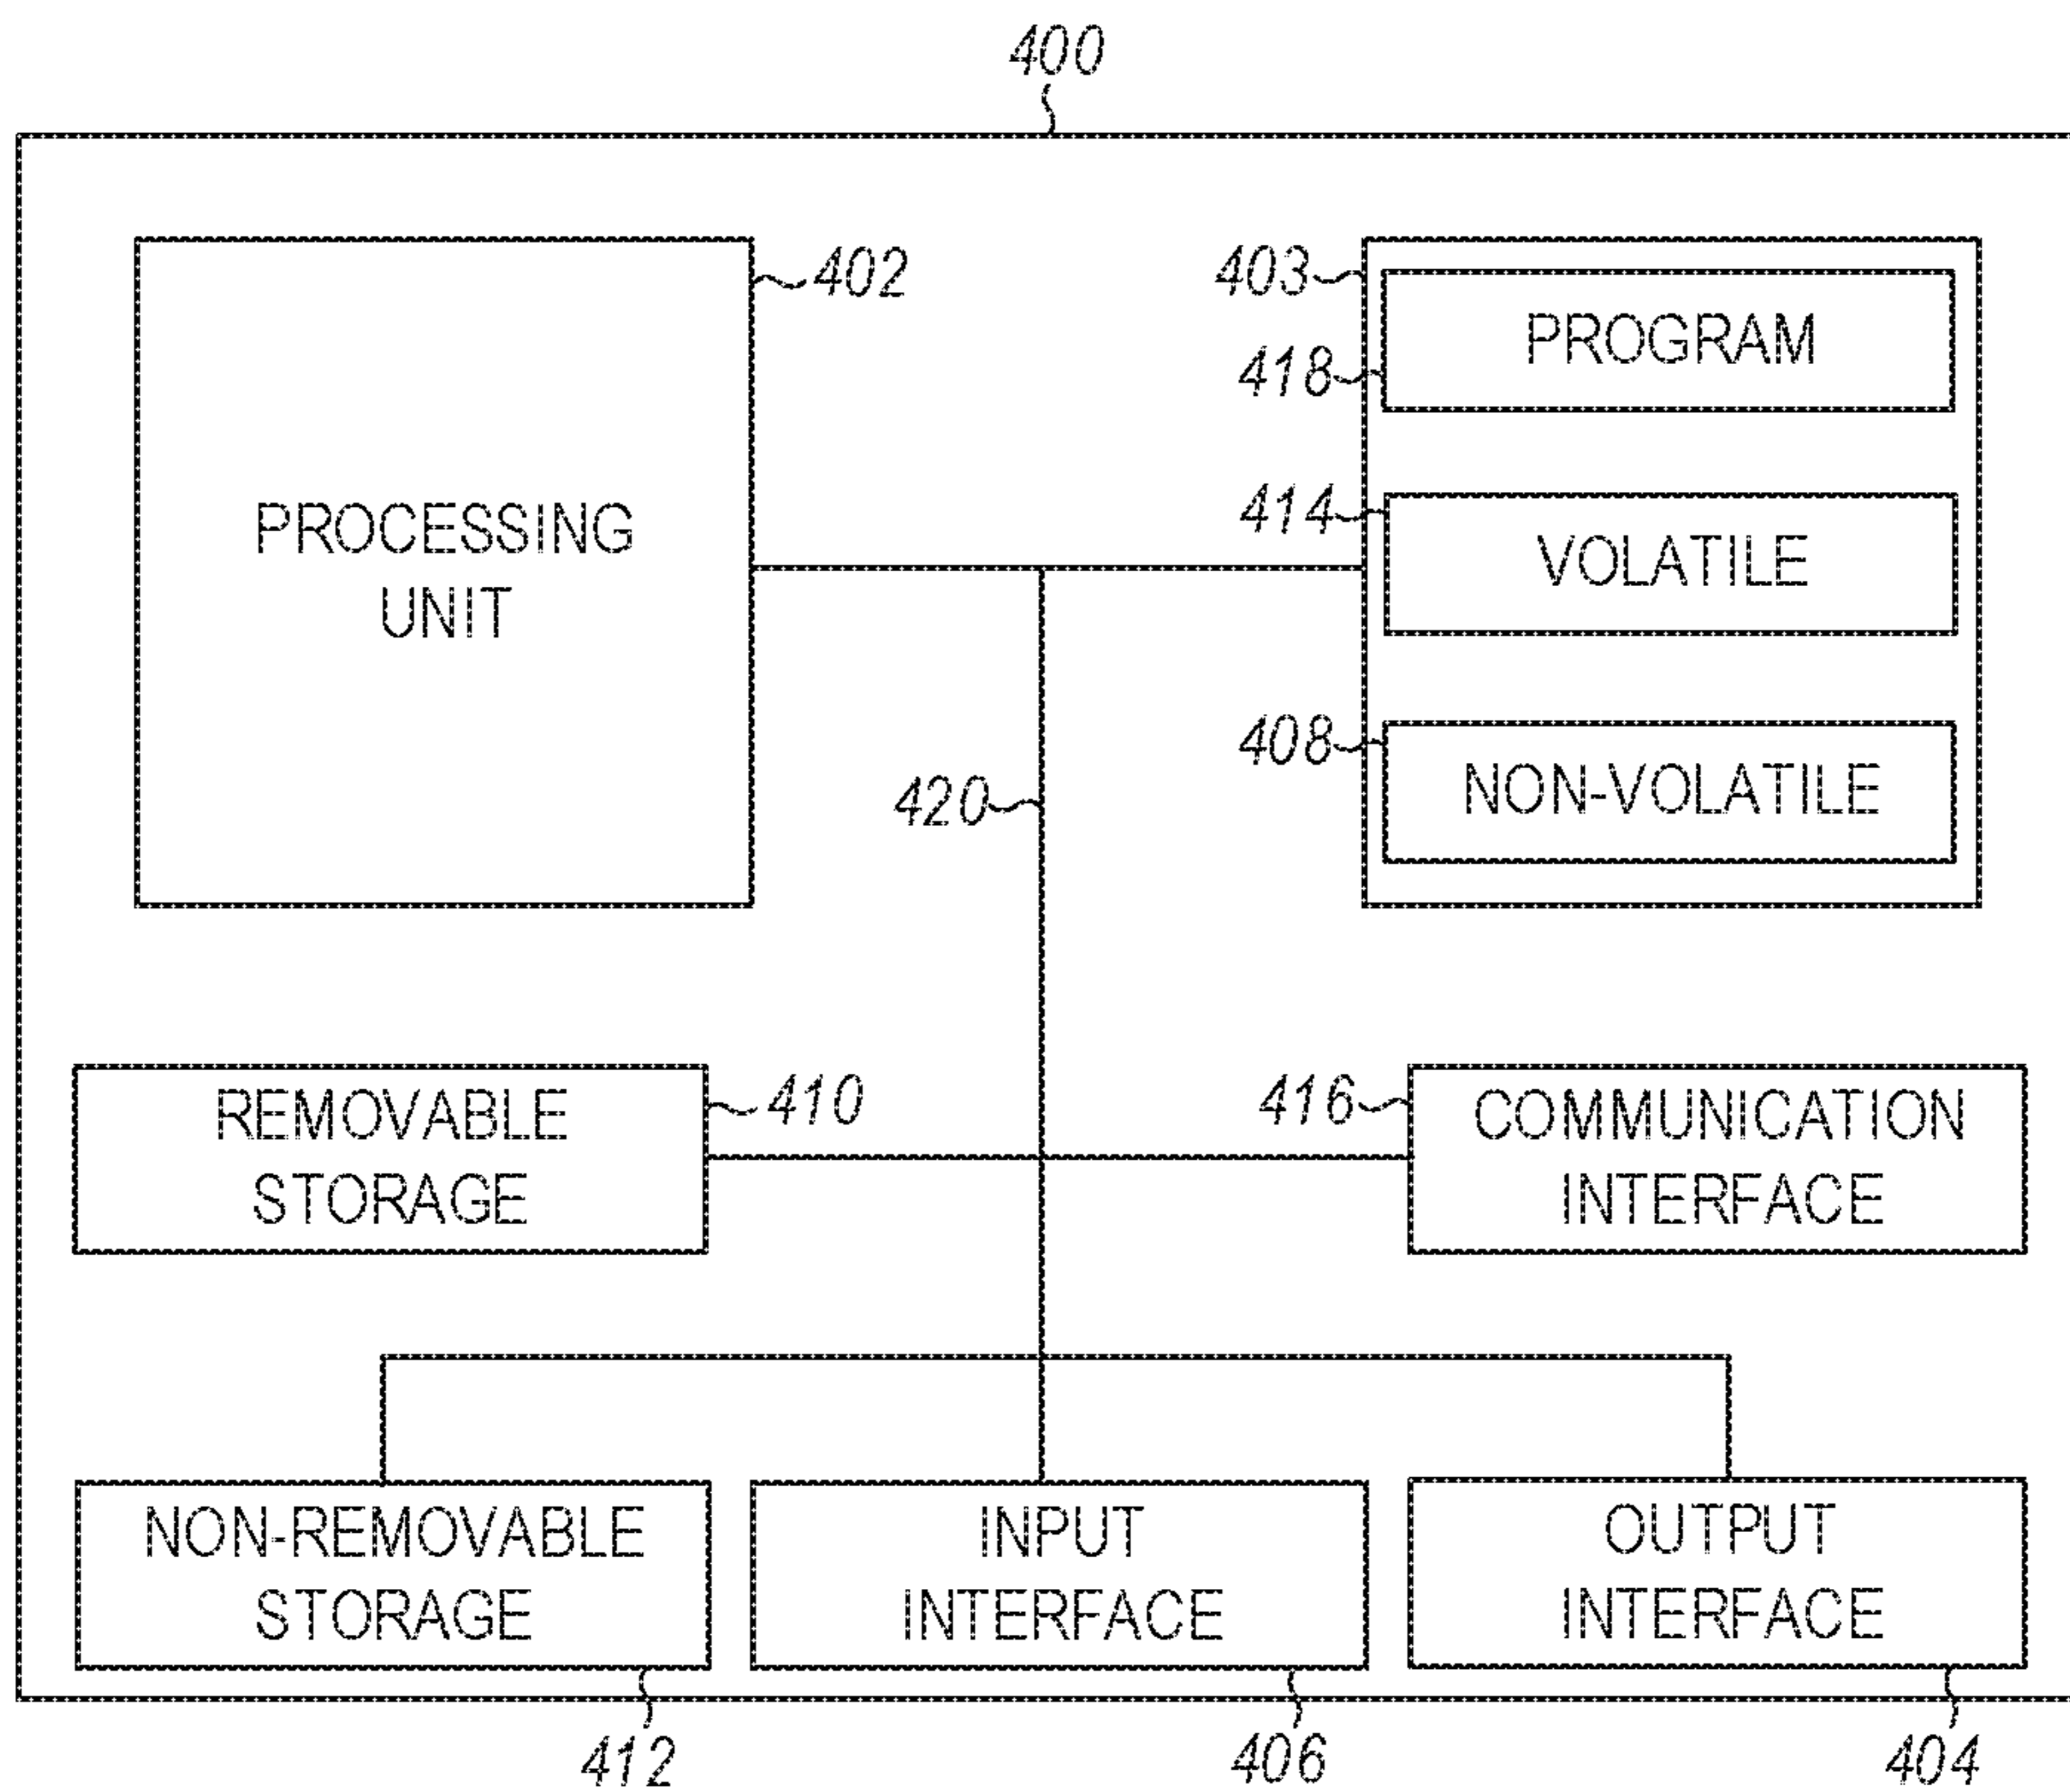 400
402
403
PROGRAM
418
PROCESSING
UNIT
414
VOLATILE
408
NON-VOLATILE
420
REMOVABLE
STORAGE
410
416
COMMUNICATION
INTERFACE
NON-REMOVABLE
STORAGE
INPUT
INTERFACE
OUTPUT
INTERFACE
412
406
404